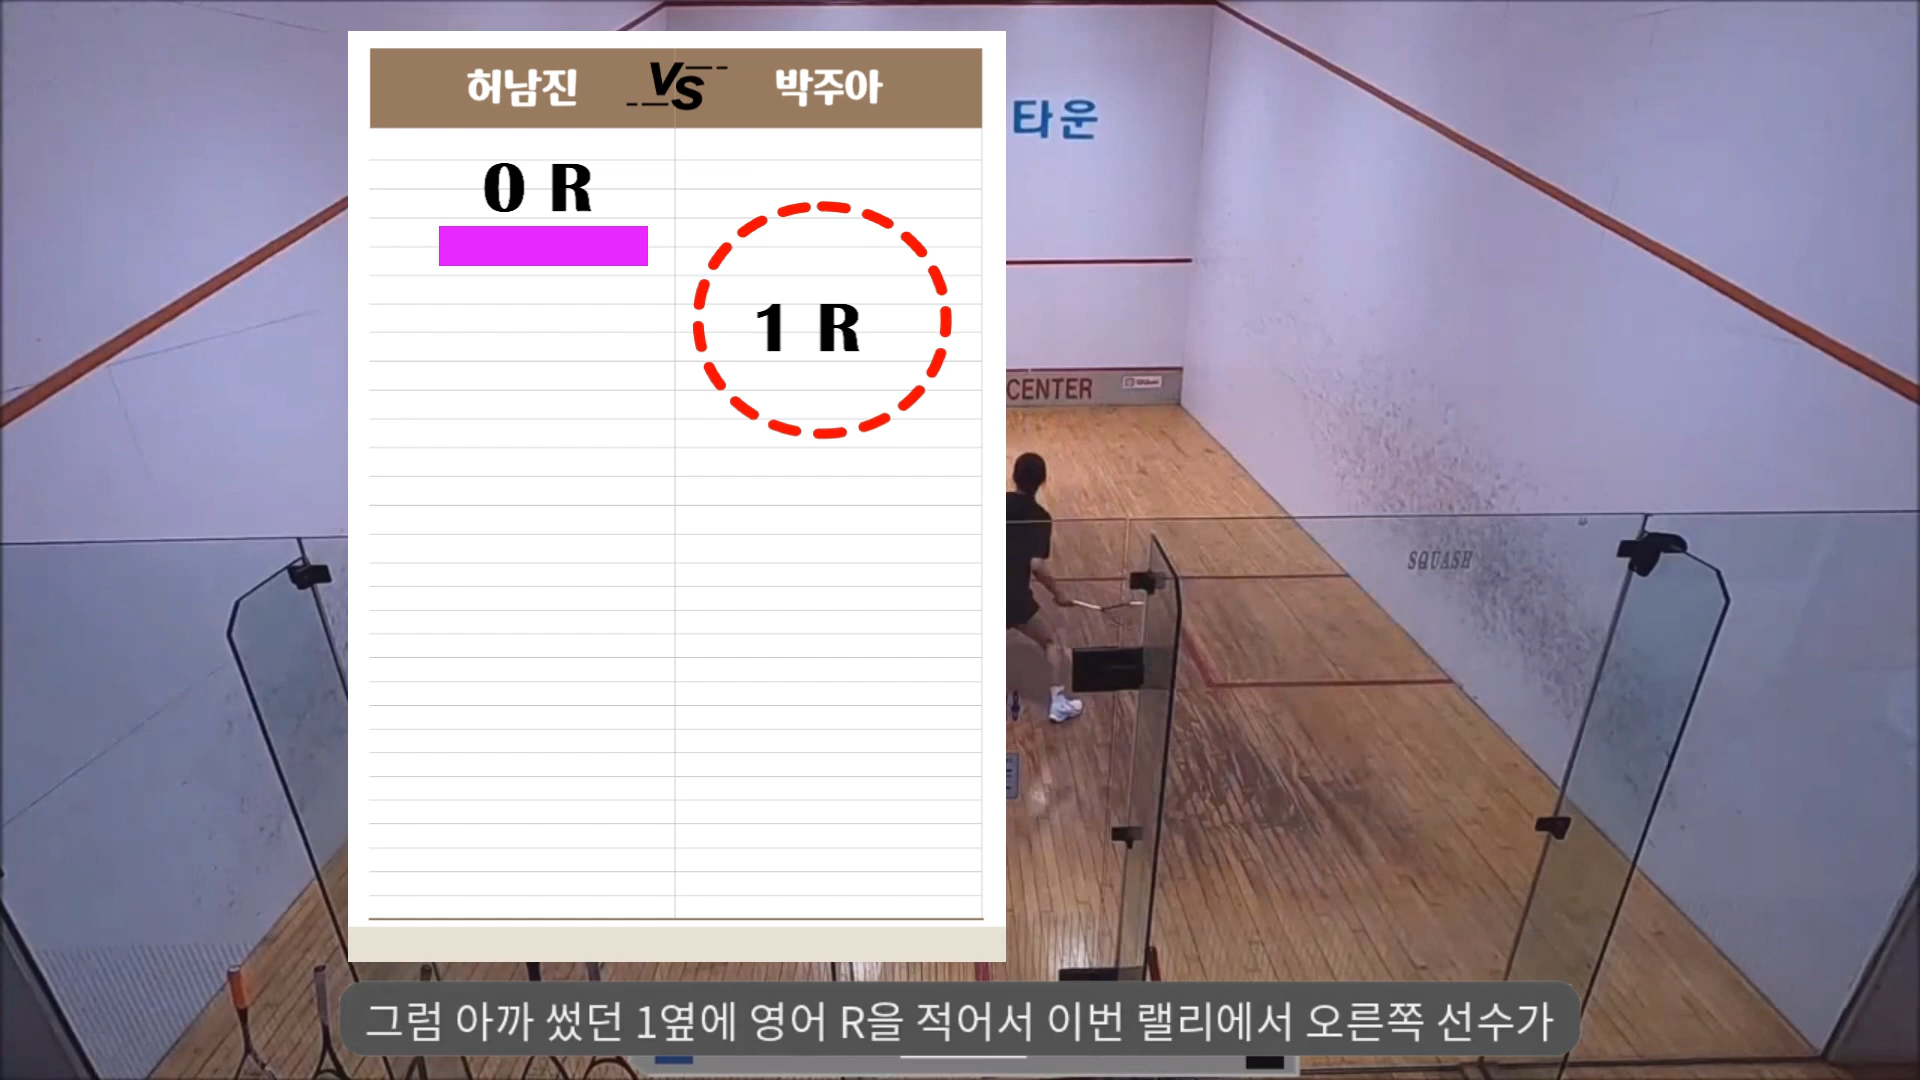 허남진 VS 박주아
타운
0 R
1 R
CENTER
Wilson
SQUASH
그럼 아까 썼던 1옆에 영어 R을 적어서 이번 랠리에서 오른쪽 선수가